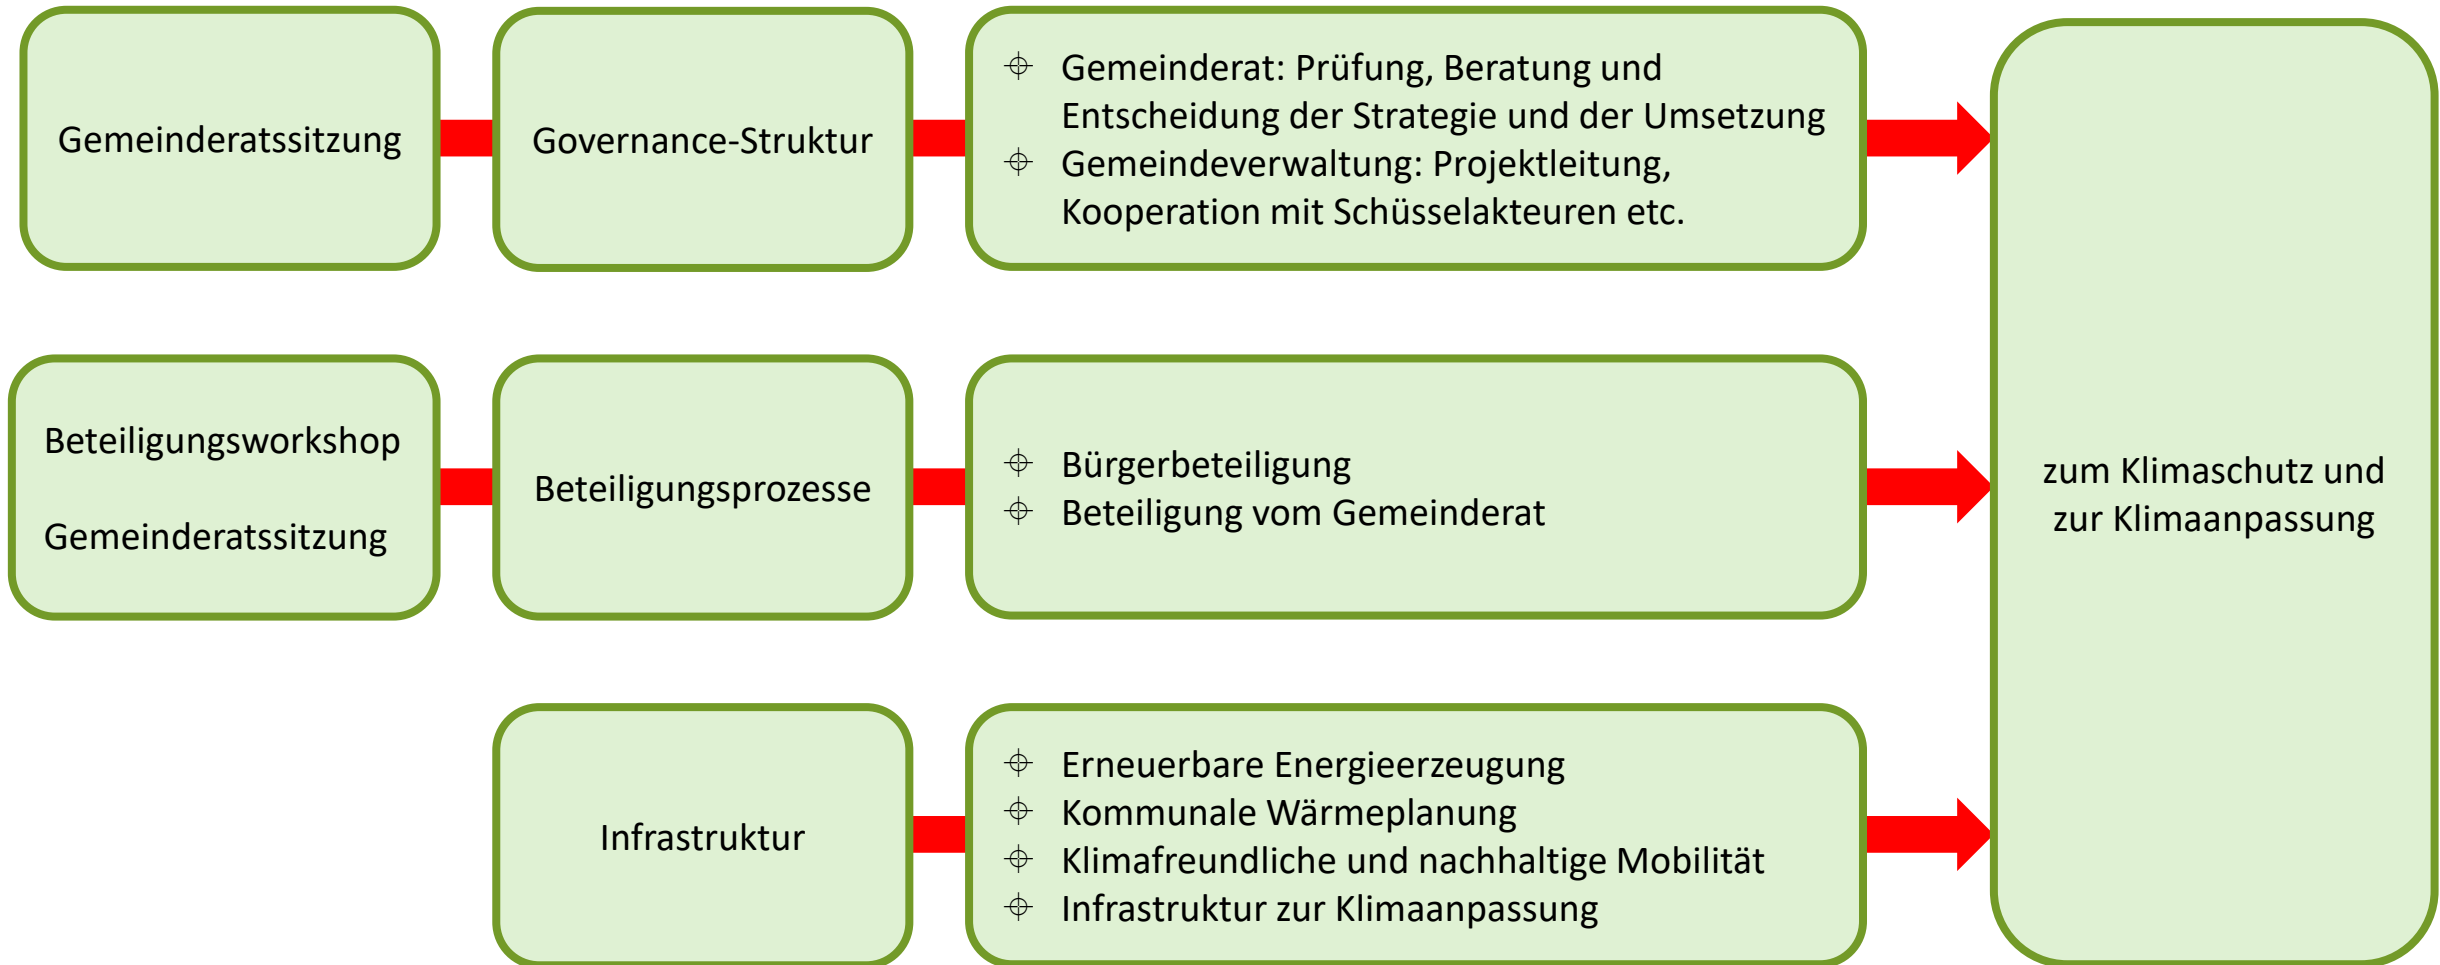 Gemeinderatssitzung
Governance-Struktur
Gemeinderat: Prüfung, Beratung und
Entscheidung der Strategie und der Umsetzung
Gemeindeverwaltung: Projektleitung,
Kooperation mit Schüsselakteuren etc.
Beteiligungsworkshop
Gemeinderatssitzung
Beteiligungsprozesse
Bürgerbeteiligung
Beteiligung vom Gemeinderat
Infrastruktur
Erneuerbare Energieerzeugung
Kommunale Wärmeplanung
Klimafreundliche und nachhaltige Mobilität
Infrastruktur zur Klimaanpassung
zum Klimaschutz und
zur Klimaanpassung